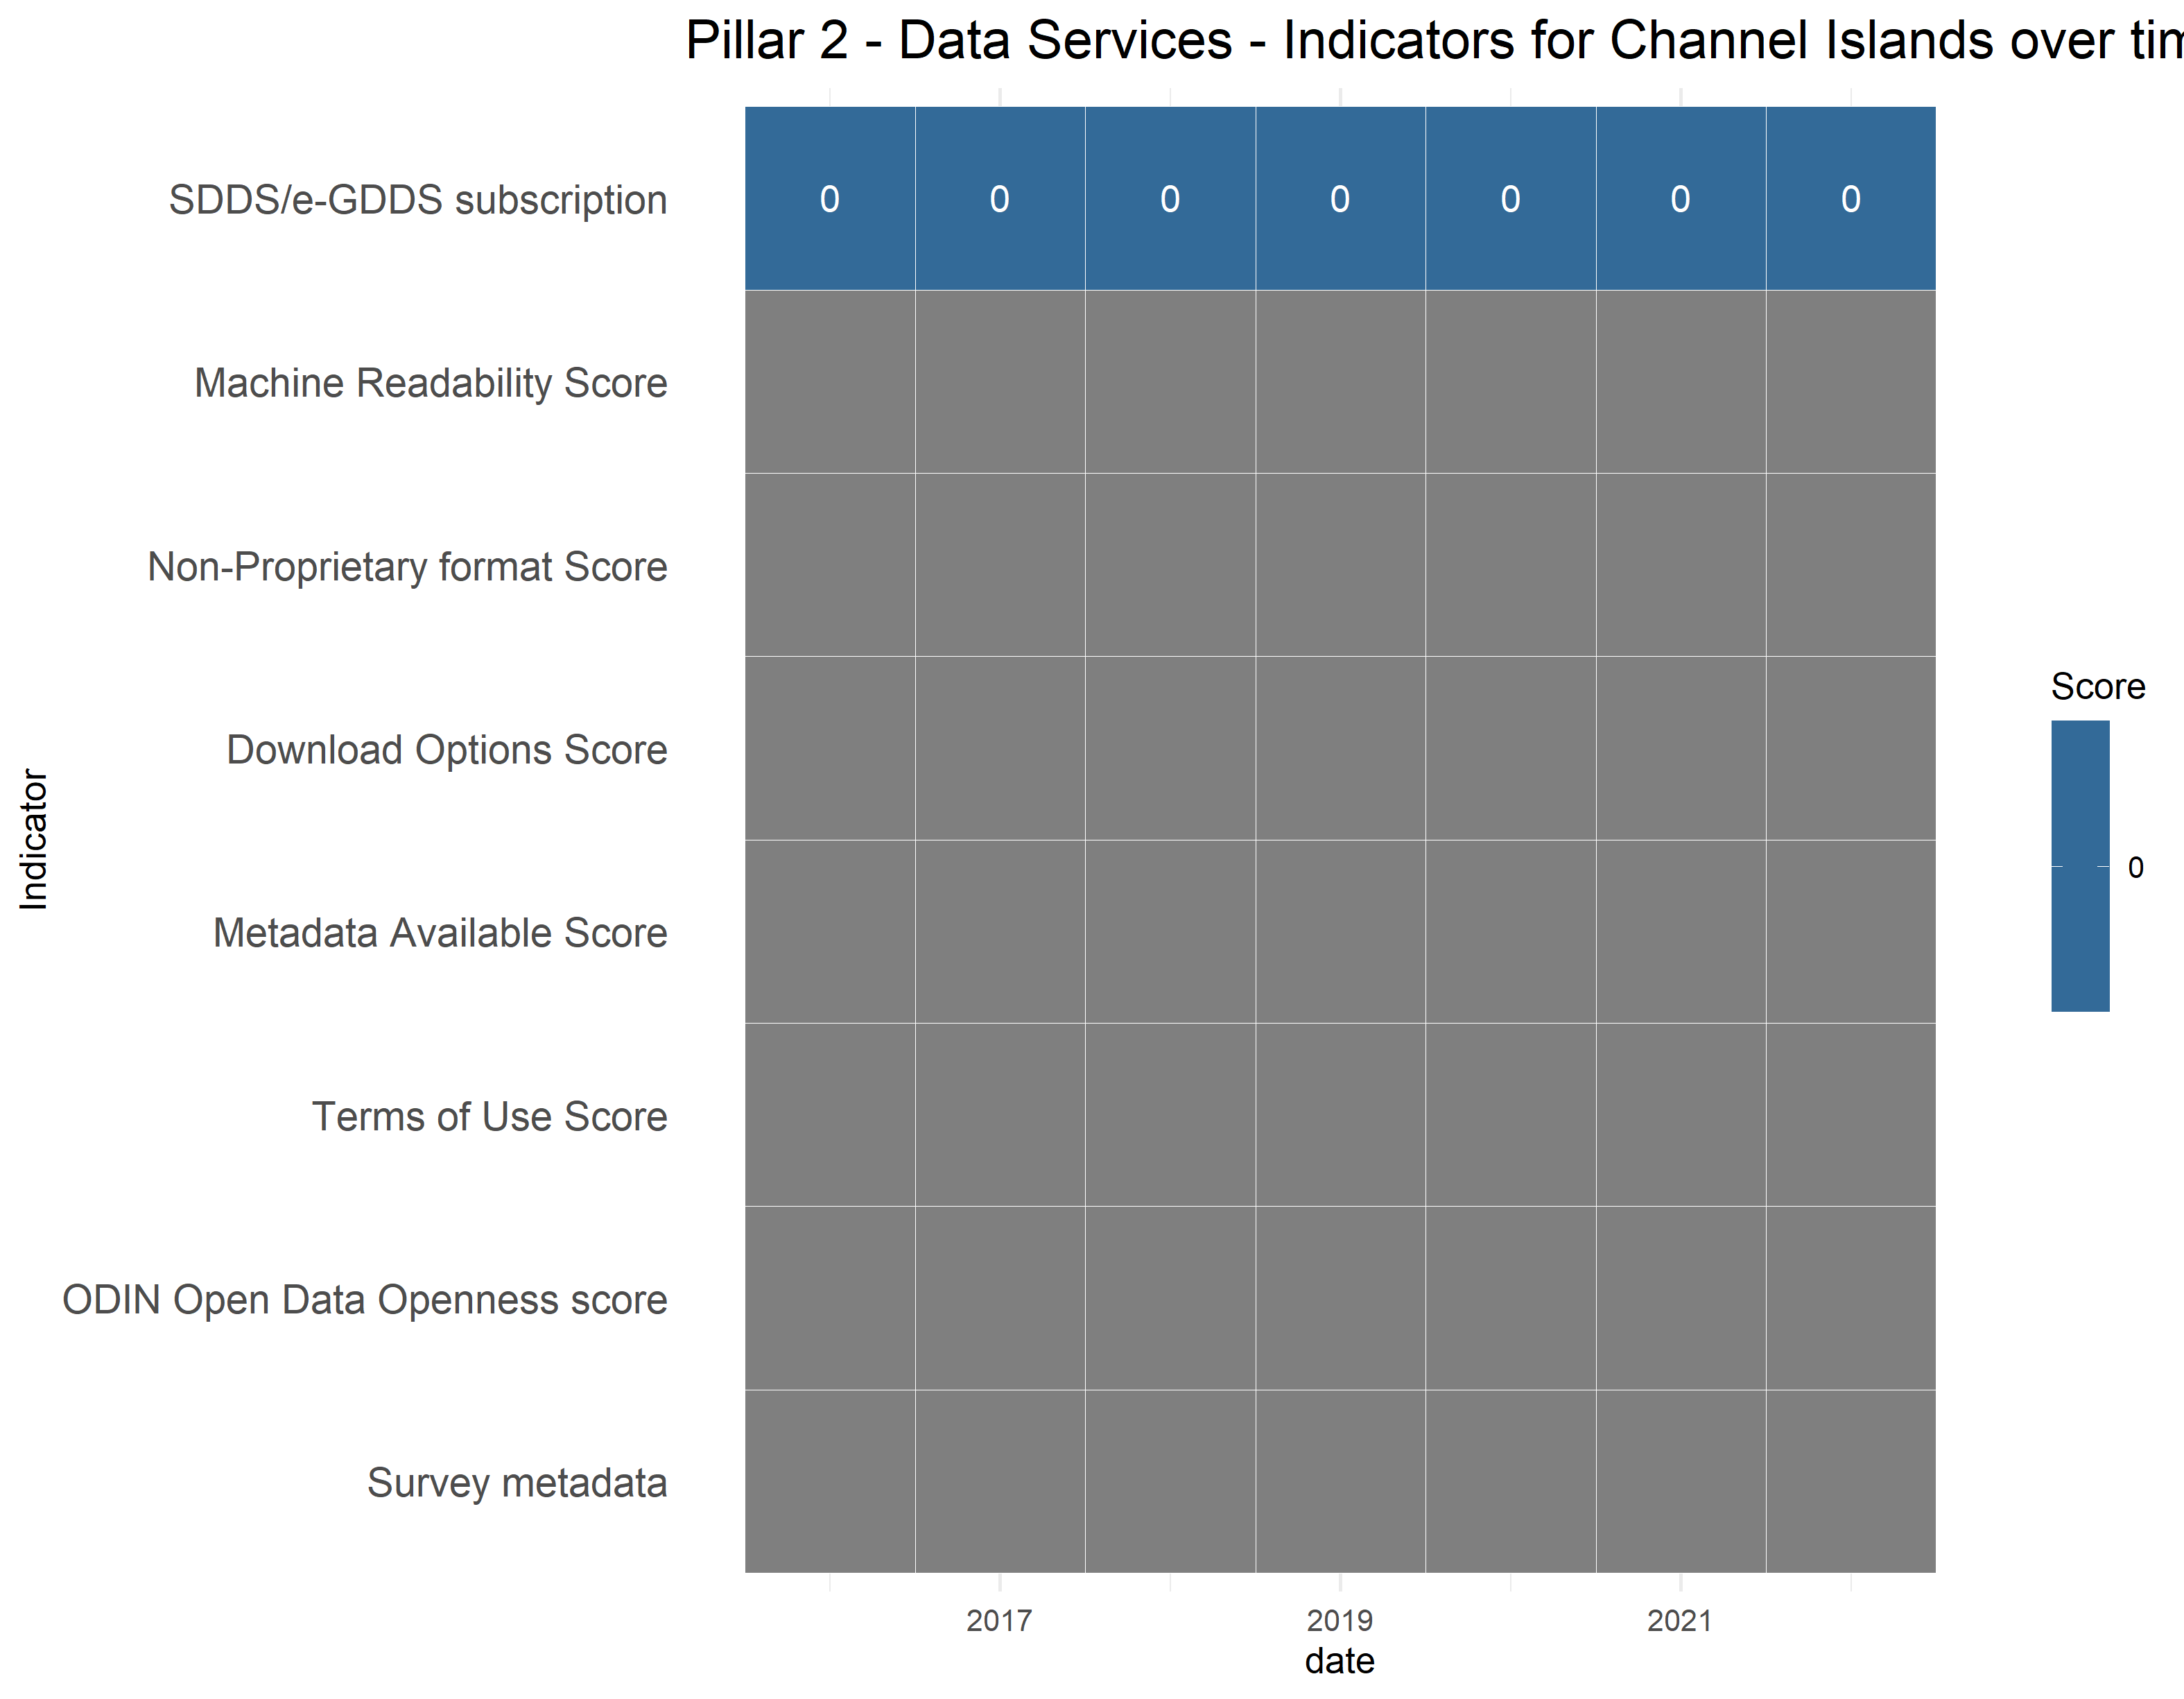 Pillar 2 - Data Services - Indicators for Channel Islands over tim
SDDS/e-GDDS subscription
0 0 0 0 0 0 0
Machine Readability Score
Non-Proprietary format Score
Download Options Score
Metadata Available Score
Terms of Use Score
ODIN Open Data Openness score
Survey metadata
Indicator
2017 2019 2021
date
Score
0